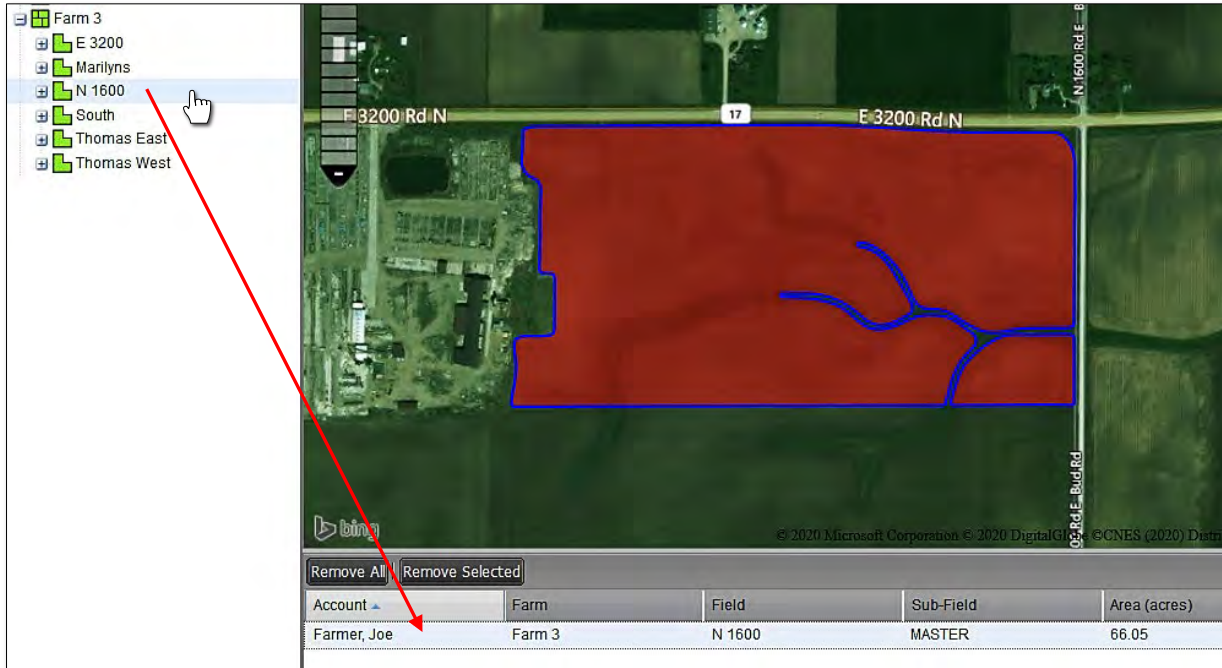 Farm 3
E 3200
Marilyns
N 1600
South
Thomas East
Thomas West
N 1600 Rd E
E 3200 Rd N
17
E 3200 Rd N
Rd E
Bud Rd
bing
© 2020 Microsoft Corporation © 2020 DigitalGlobe ©CNES (2020) Distri
Remove All Remove Selected
Account Farm Field Sub-Field Area (acres)
Farmer, Joe Farm 3 N 1600 MASTER 66.05